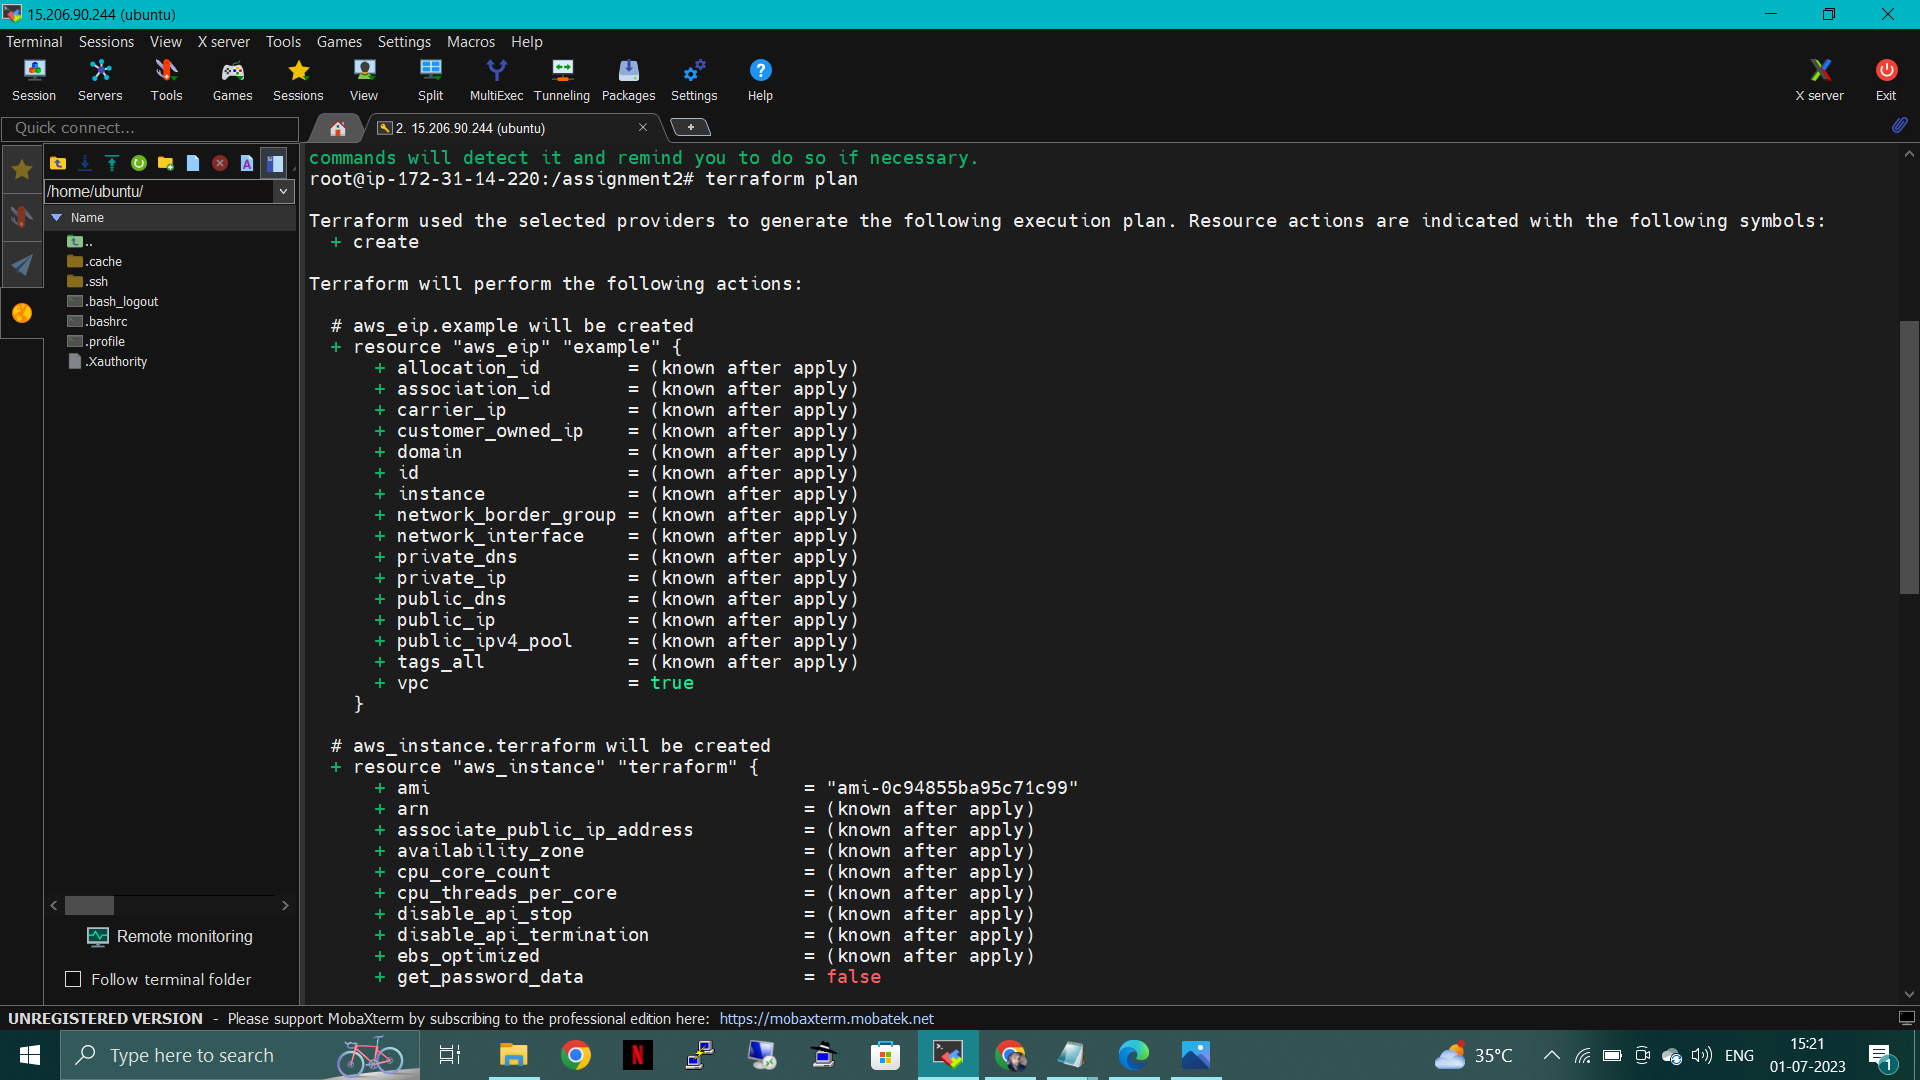 15.206.90.244 (ubuntu)
Terminal Sessions View X server Tools Games Settings Macros Help
Session Servers Tools Games Sessions View Split MultiExec Tunneling Packages Settings Help X server Exit
Quick connect...
2. 15.206.90.244 (ubuntu)
/home/ubuntu/
Name
..
.cache
.ssh
.bash_logout
.bashrc
.profile
.Xauthority
Remote monitoring
Follow terminal folder
commands will detect it and remind you to do so if necessary.
root@ip-172-31-14-220:/assignment2# terraform plan
Terraform used the selected providers to generate the following execution plan. Resource actions are indicated with the following symbols:
+ create
Terraform will perform the following actions:
# aws_eip.example will be created
+ resource "aws_eip" "example" {
+ allocation_id = (known after apply)
+ association_id = (known after apply)
+ carrier_ip = (known after apply)
+ customer_owned_ip = (known after apply)
+ domain = (known after apply)
+ id = (known after apply)
+ instance = (known after apply)
+ network_border_group = (known after apply)
+ network_interface = (known after apply)
+ private_dns = (known after apply)
+ private_ip = (known after apply)
+ public_dns = (known after apply)
+ public_ip = (known after apply)
+ public_ipv4_pool = (known after apply)
+ tags_all = (known after apply)
+ vpc = true
}
# aws_instance.terraform will be created
+ resource "aws_instance" "terraform" {
+ ami = "ami-0c94855ba95c71c99"
+ arn = (known after apply)
+ associate_public_ip_address = (known after apply)
+ availability_zone = (known after apply)
+ cpu_core_count = (known after apply)
+ cpu_threads_per_core = (known after apply)
+ disable_api_stop = (known after apply)
+ disable_api_termination = (known after apply)
+ ebs_optimized = (known after apply)
+ get_password_data = false
UNREGISTERED VERSION - Please support MobaXterm by subscribing to the professional edition here: https://mobaxterm.mobatek.net
Type here to search
35°C
ENG
15:21
01-07-2023
1